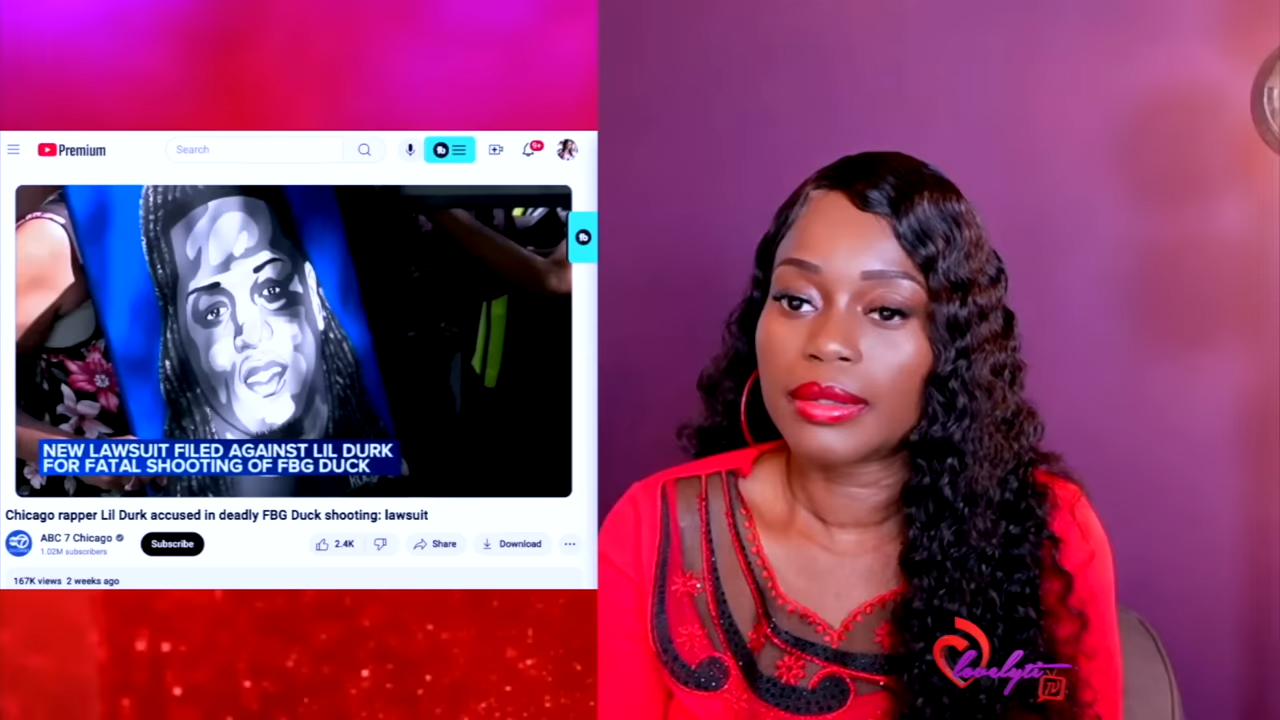 Premium
Search
9+
NEW LAWSUIT FILED AGAINST LIL DURK
FOR FATAL SHOOTING OF FBG DUCK
Chicago rapper Lil Durk accused in deadly FBG Duck shooting: lawsuit
ABC 7 Chicago
1.02M subscribers
Subscribe
2.4K
Share
Download
167K views 2 weeks ago
lovelyti
TV